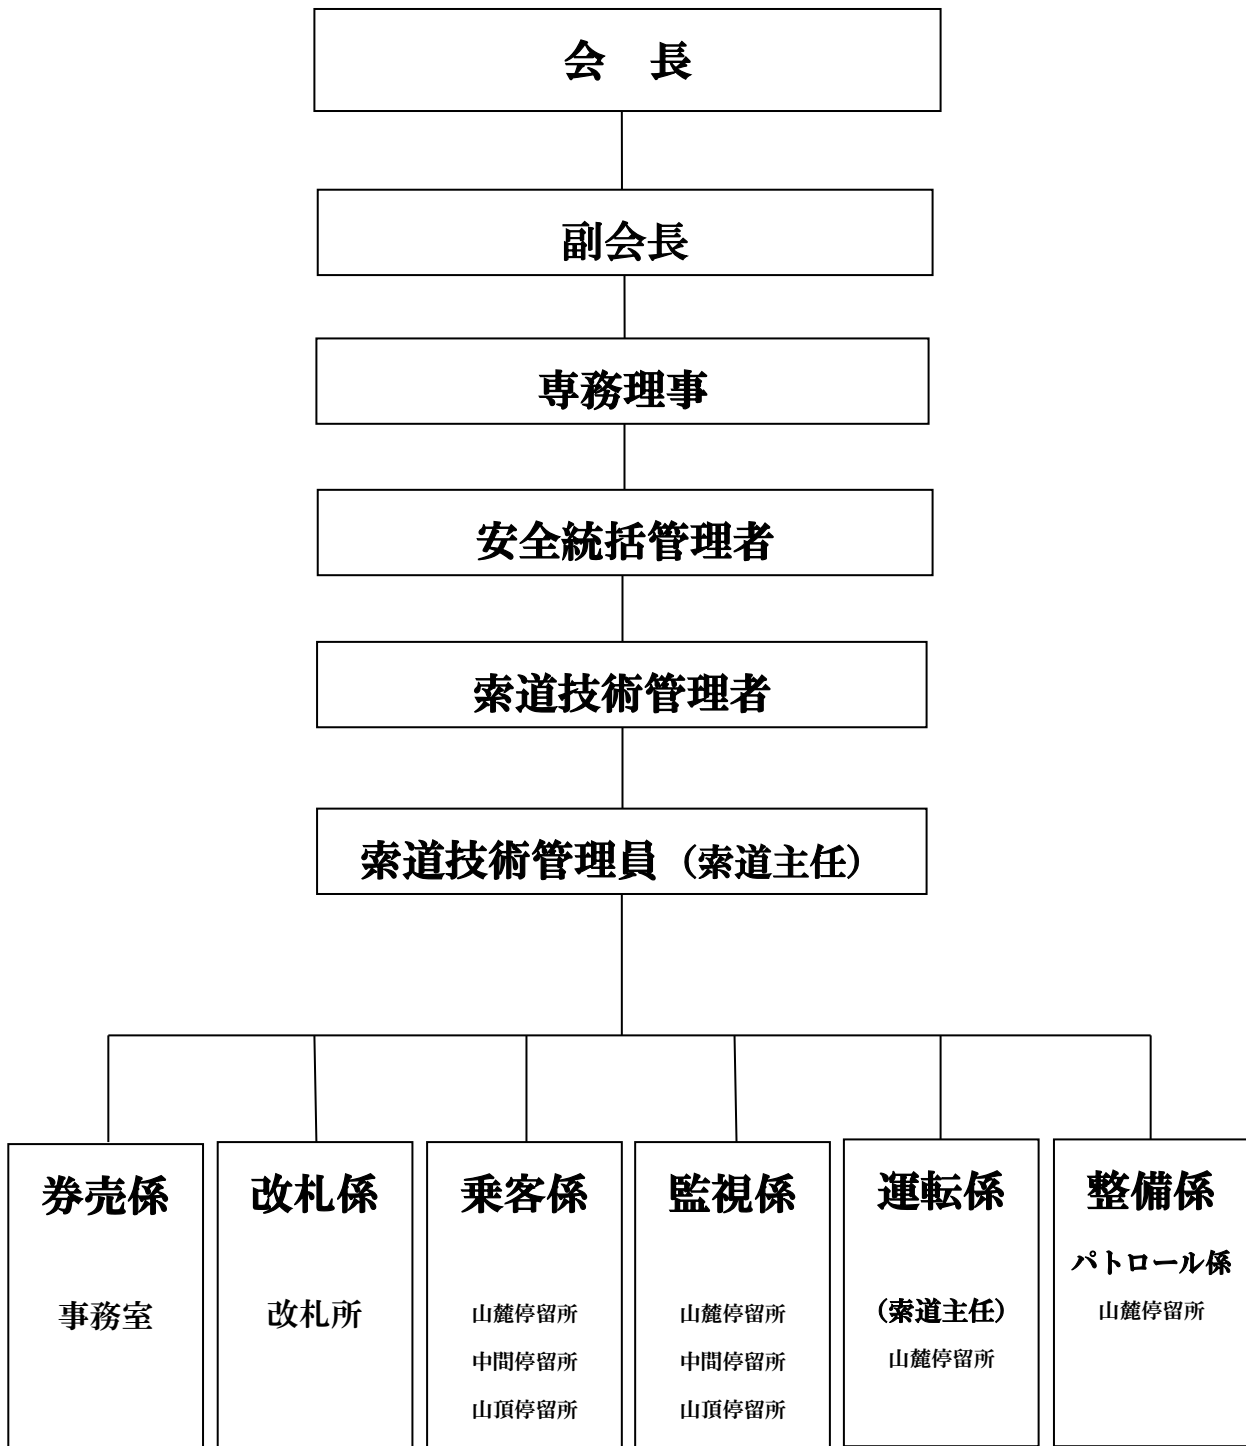 会　長
副会長
専務理事
安全統括管理者
索道技術管理者
索道技術管理員（索道主任）
券売係
事務室
改札係
改札所
乗客係
山麓停留所
中間停留所
山頂停留所
監視係
山麓停留所
中間停留所
山頂停留所
運転係
（索道主任）
山麓停留所
整備係
パトロール係
山麓停留所